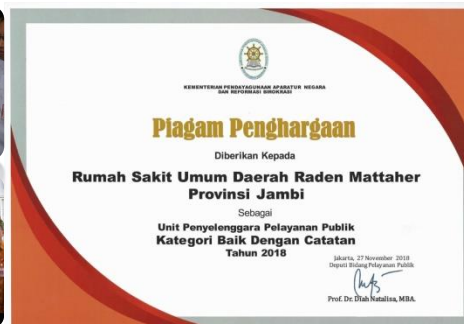 KEMENTERIAN PENDAYAGUNAAN APARATUR NEGARA
DAN REFORMASI BIROKRASI
Piagam Penghargaan
Diberikan Kepada
Rumah Sakit Umum Daerah Raden Mattaher
Provinsi Jambi
Sebagai
Unit Penyelenggara Pelayanan Publik
Kategori Baik Dengan Catatan
Tahun 2018
Jakarta, 27 November 2018
Deputi Bidang Pelayanan Publik
Prof. Dr. Diah Natalisa, MBA.